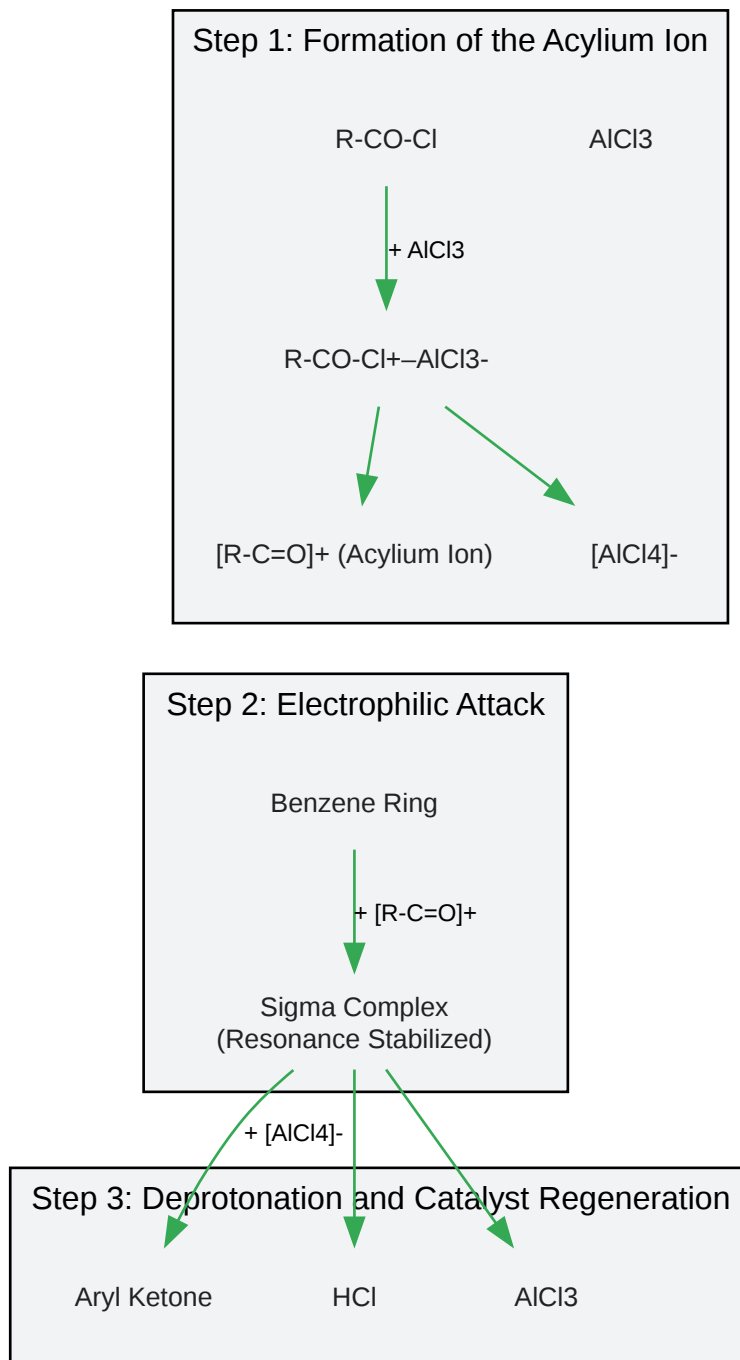 Step 1: Formation of the Acylium Ion
R-CO-Cl
AlCl3
+ AlCl3
R-CO-Cl+–AlCl3-
[R-C=O]+ (Acylium Ion)
[AlCl4]-
Step 2: Electrophilic Attack
Benzene Ring
+ [R-C=O]+
Sigma Complex
(Resonance Stabilized)
+ [AlCl4]-
Step 3: Deprotonation and Catalyst Regeneration
Aryl Ketone
HCl
AlCl3